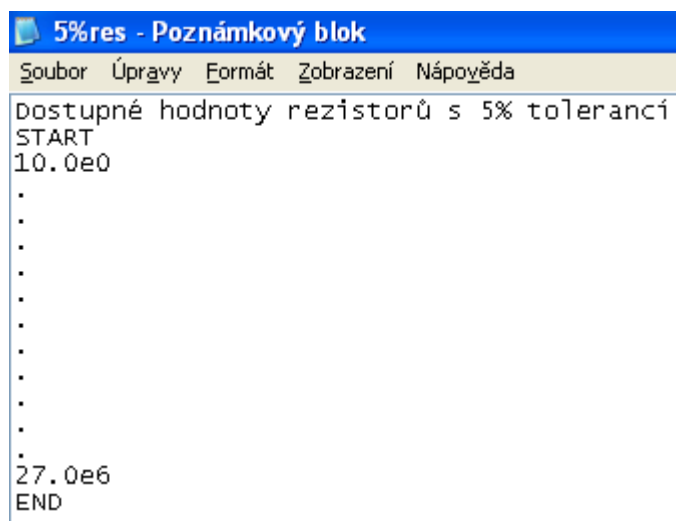 5%res - Poznámkový blok
Soubor Úpravy Formát Zobrazení Nápověda
Dostupné hodnoty rezistorů s 5% tolerancí
START
10.0e0
.
.
.
.
.
.
.
.
.
.
27.0e6
END